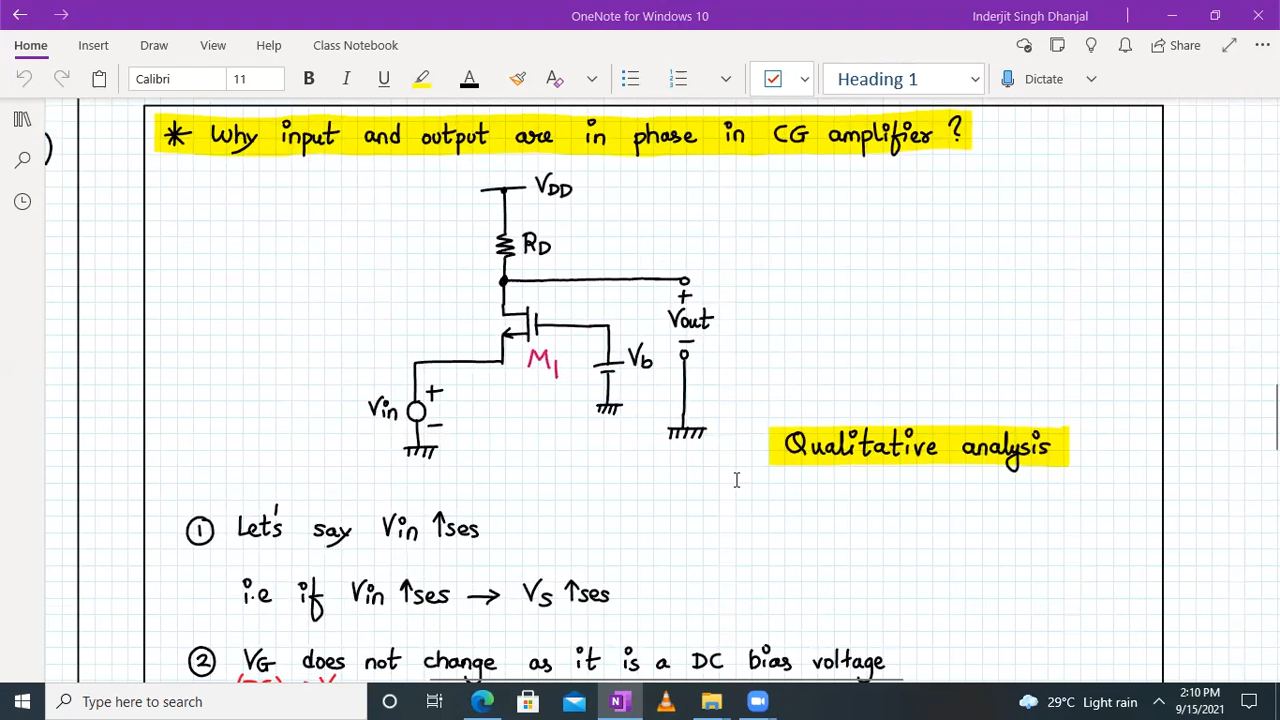 OneNote for Windows 10
Inderjit Singh Dhanjal
Home Insert Draw View Help Class Notebook
Share
Calibri 11 B I U A Heading 1 Dictate
* Why input and output are in phase in CG amplifier?
VDD
RD
+
Vout
-
M1
Vb
Vin
+
-
Qualitative analysis
① Let's say Vin ↑ses
i.e if Vin ↑ses → VS ↑ses
② VG does not change as it is a DC bias voltage
Type here to search
29°C Light rain
2:10 PM
9/15/2021